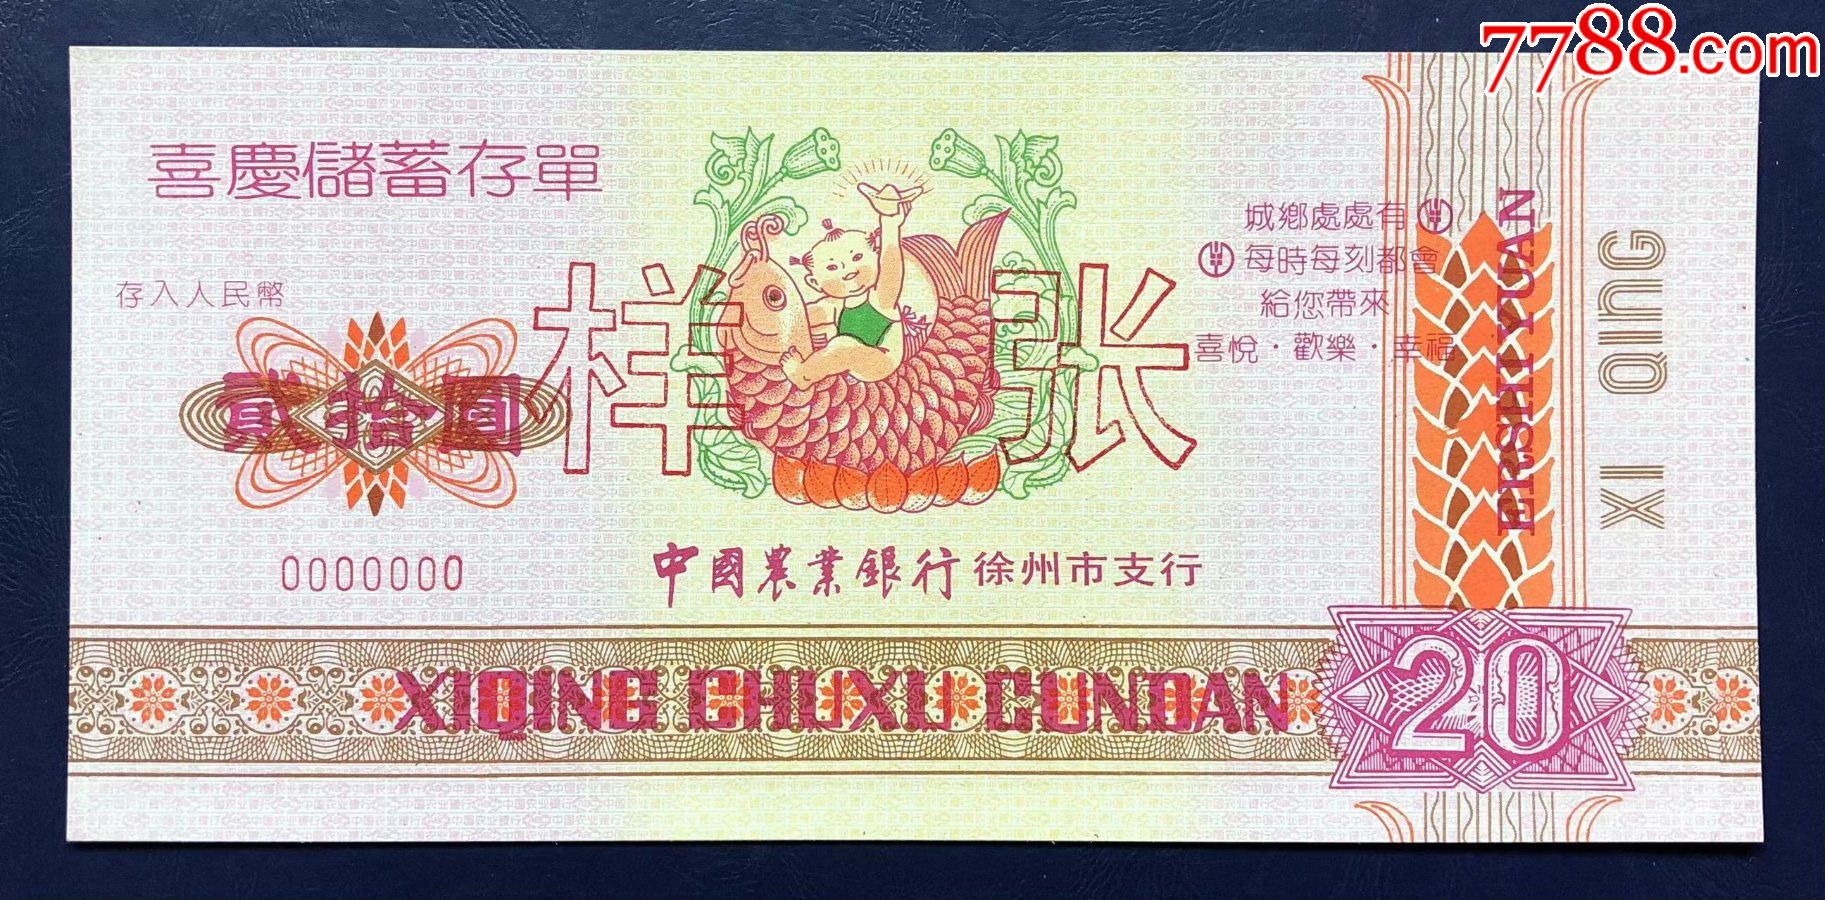 7788.com
喜慶儲蓄存單
存入人民幣
貳拾圓
0000000
样张
城鄉處處有
每時每刻都會
給您帶來
喜悅·歡樂·幸福
中國農業銀行徐州市支行
XIQING CHUXU CUNDAN
ERSHI YUAN
XI QING
20